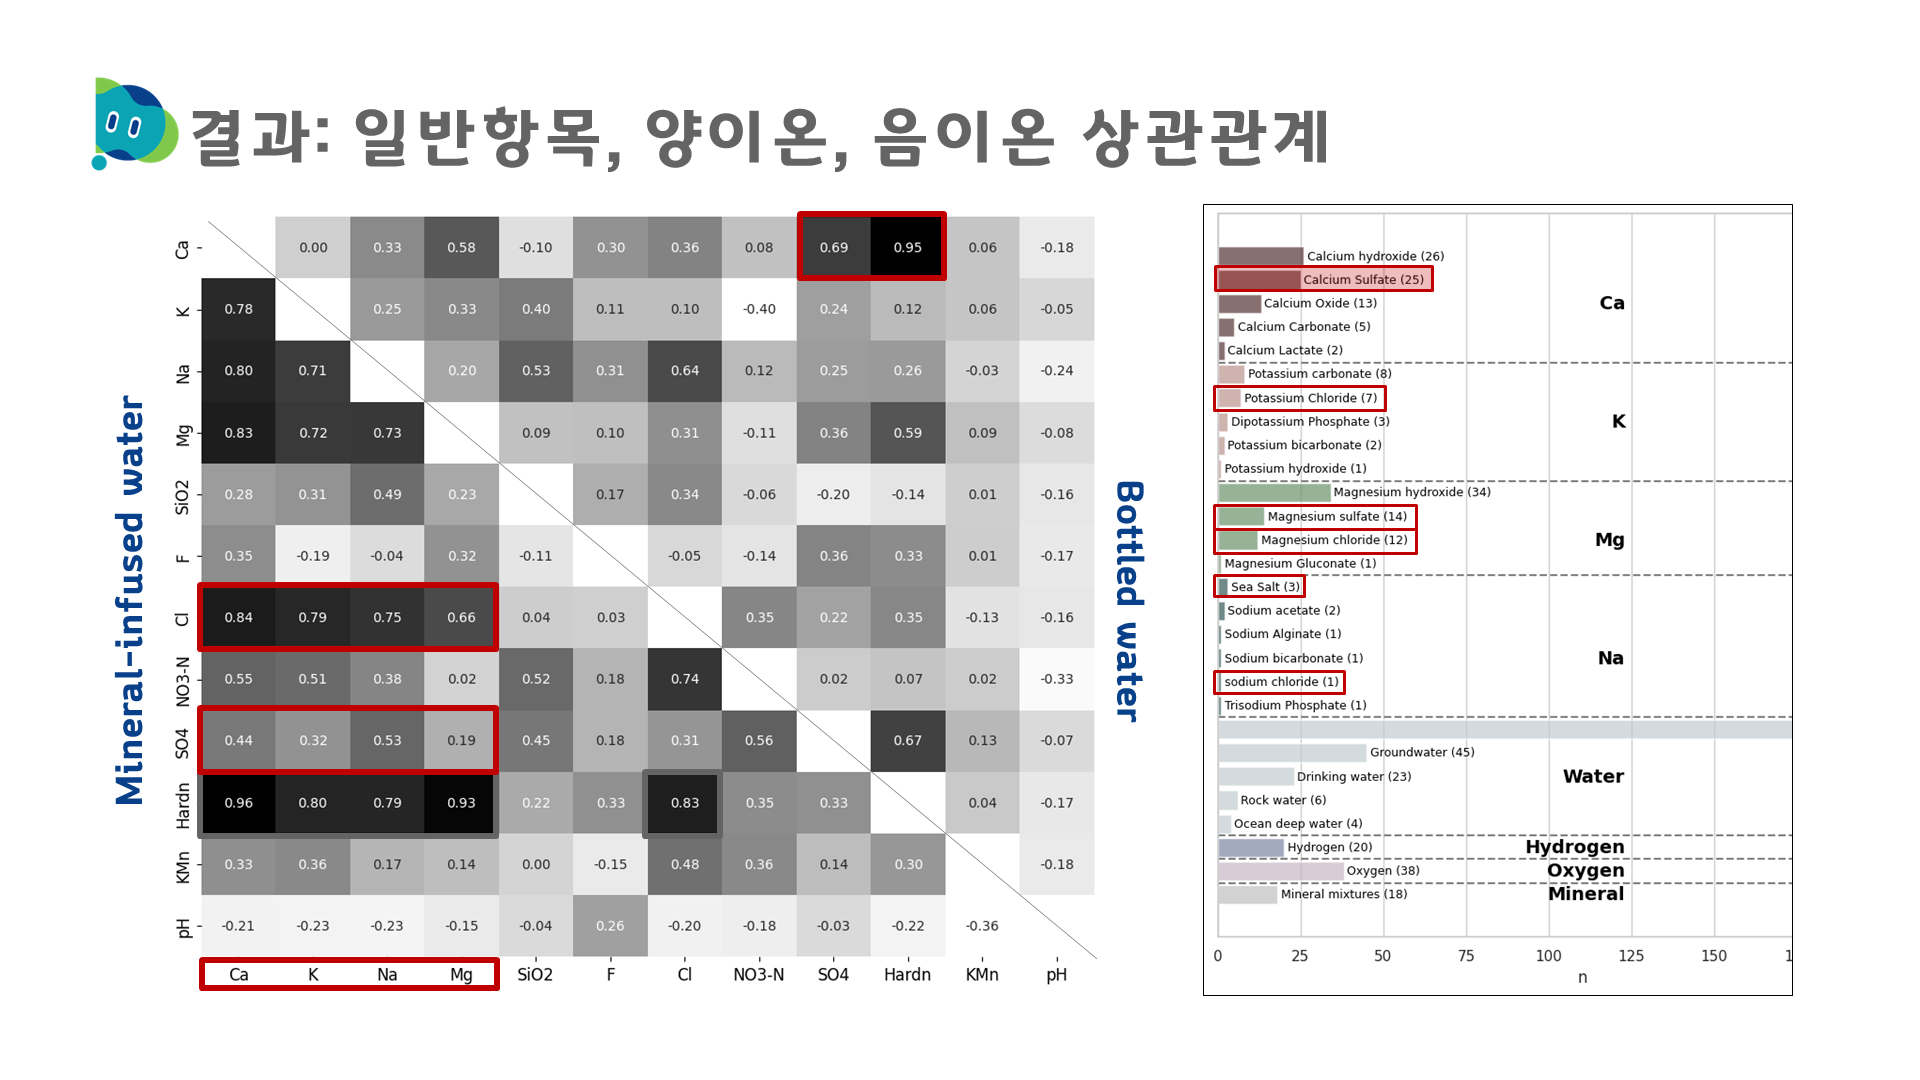 결과: 일반항목, 양이온, 음이온 상관관계
Mineral-infused water
Ca 0.00 0.33 0.58 -0.10 0.30 0.36 0.08 0.69 0.95 0.06 -0.18
K 0.78 0.25 0.33 0.40 0.11 0.10 -0.40 0.24 0.12 0.06 -0.05
Na 0.80 0.71 0.20 0.53 0.31 0.64 0.12 0.25 0.26 -0.03 -0.24
Mg 0.83 0.72 0.73 0.09 0.10 0.31 -0.11 0.36 0.59 0.09 -0.08
SiO2 0.28 0.31 0.49 0.23 0.17 0.34 -0.06 -0.20 -0.14 0.01 -0.16
F 0.35 -0.19 -0.04 0.32 -0.11 -0.05 -0.14 0.36 0.33 0.01 -0.17
Cl 0.84 0.79 0.75 0.66 0.04 0.03 0.35 0.22 0.35 -0.13 -0.16
NO3-N 0.55 0.51 0.38 0.02 0.52 0.18 0.74 0.02 0.07 0.02 -0.33
SO4 0.44 0.32 0.53 0.19 0.45 0.18 0.31 0.56 0.67 0.13 -0.07
Hardn 0.96 0.80 0.79 0.93 0.22 0.33 0.83 0.35 0.33 0.04 -0.17
KMn 0.33 0.36 0.17 0.14 0.00 -0.15 0.48 0.36 0.14 0.30 -0.18
pH -0.21 -0.23 -0.23 -0.15 -0.04 0.26 -0.20 -0.18 -0.03 -0.22 -0.36
Ca K Na Mg SiO2 F Cl NO3-N SO4 Hardn KMn pH
Bottled water
Calcium hydroxide (26)
Calcium Sulfate (25)
Calcium Oxide (13) Ca
Calcium Carbonate (5)
Calcium Lactate (2)
Potassium carbonate (8)
Potassium Chloride (7)
Dipotassium Phosphate (3) K
Potassium bicarbonate (2)
Potassium hydroxide (1)
Magnesium hydroxide (34)
Magnesium sulfate (14)
Magnesium chloride (12) Mg
Magnesium Gluconate (1)
Sea Salt (3)
Sodium acetate (2)
Sodium Alginate (1)
Sodium bicarbonate (1) Na
sodium chloride (1)
Trisodium Phosphate (1)
Groundwater (45)
Drinking water (23) Water
Rock water (6)
Ocean deep water (4)
Hydrogen (20) Hydrogen
Oxygen (38) Oxygen
Mineral mixtures (18) Mineral
0 25 50 75 100 125 150 1
n